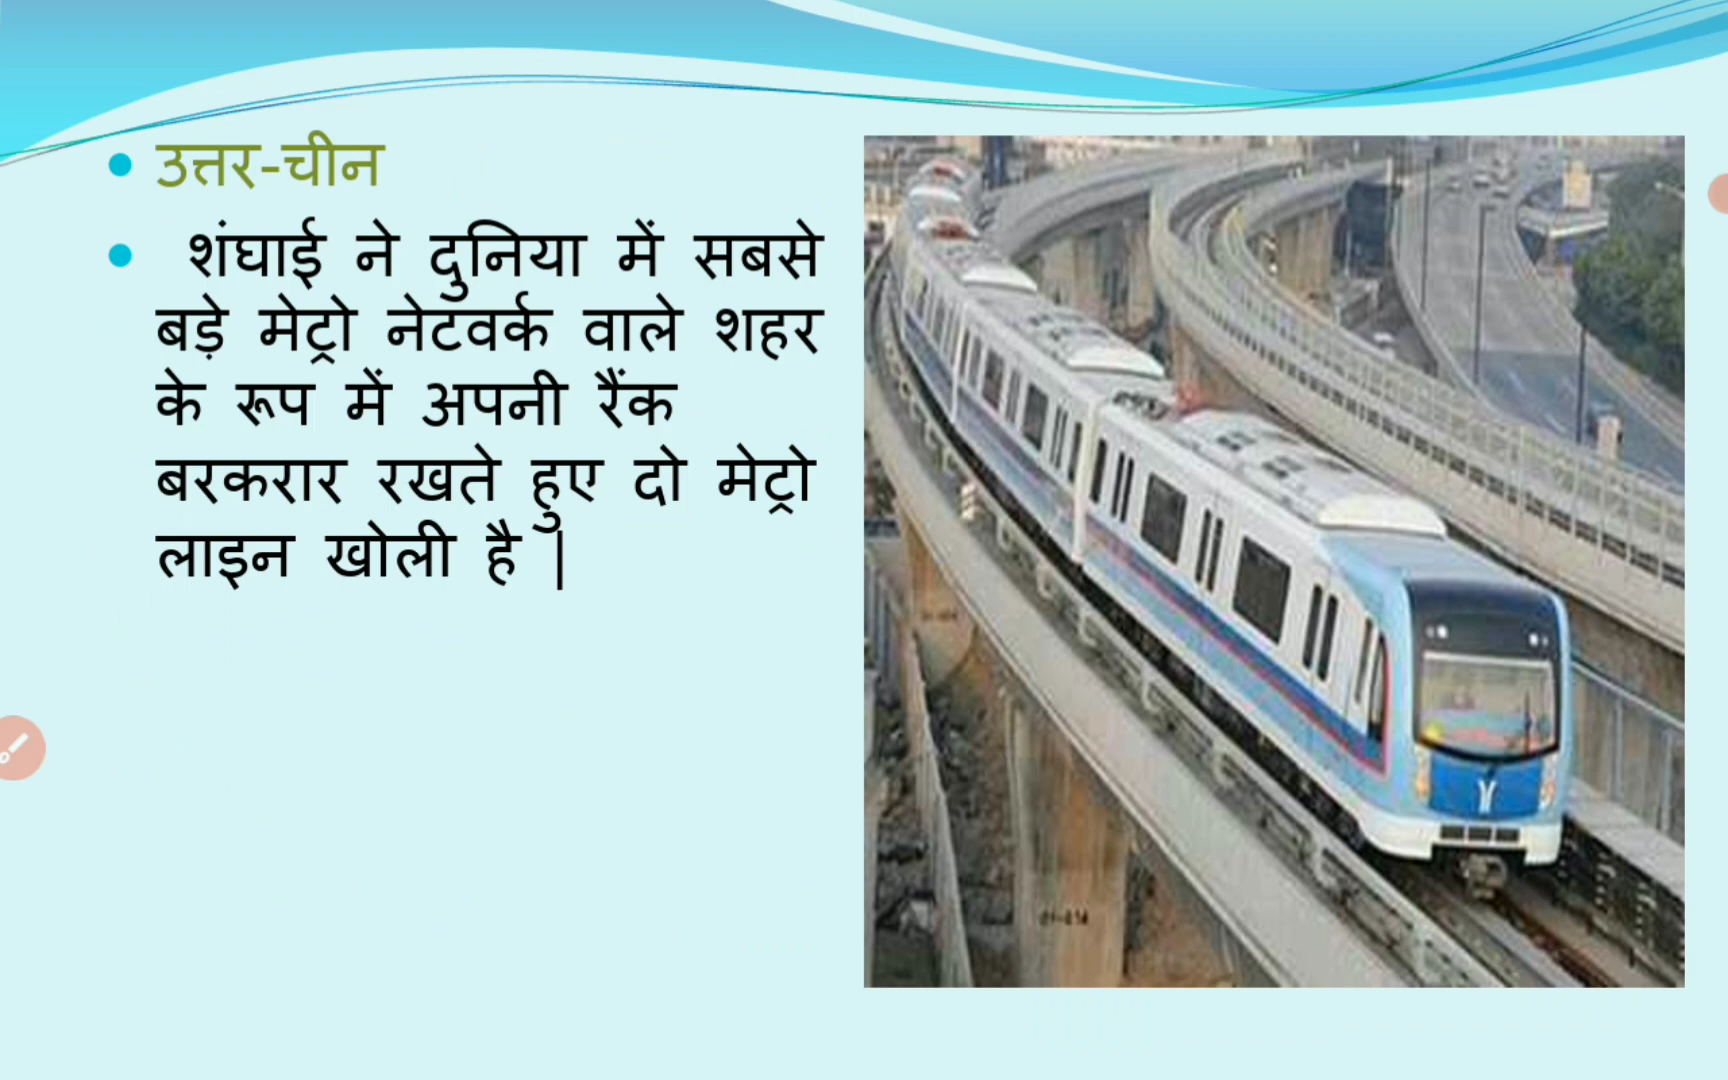 उत्तर-चीन
शंघाई ने दुनिया में सबसे
बड़े मेट्रो नेटवर्क वाले शहर
के रूप में अपनी रैंक
बरकरार रखते हुए दो मेट्रो
लाइन खोली है |